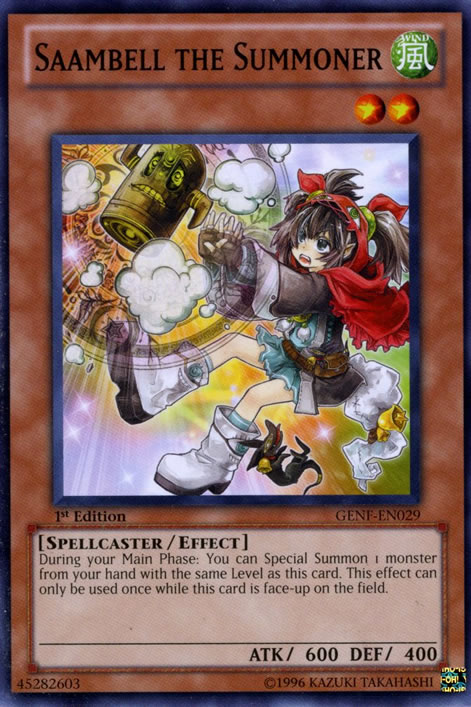 SAAMBELL THE SUMMONER
WIND
風
1st Edition
GENF-EN029
[SPELLCASTER / EFFECT]
During your Main Phase: You can Special Summon 1 monster
from your hand with the same Level as this card. This effect can
only be used once while this card is face-up on the field.
ATK/ 600 DEF/ 400
45282603
©1996 KAZUKI TAKAHASHI